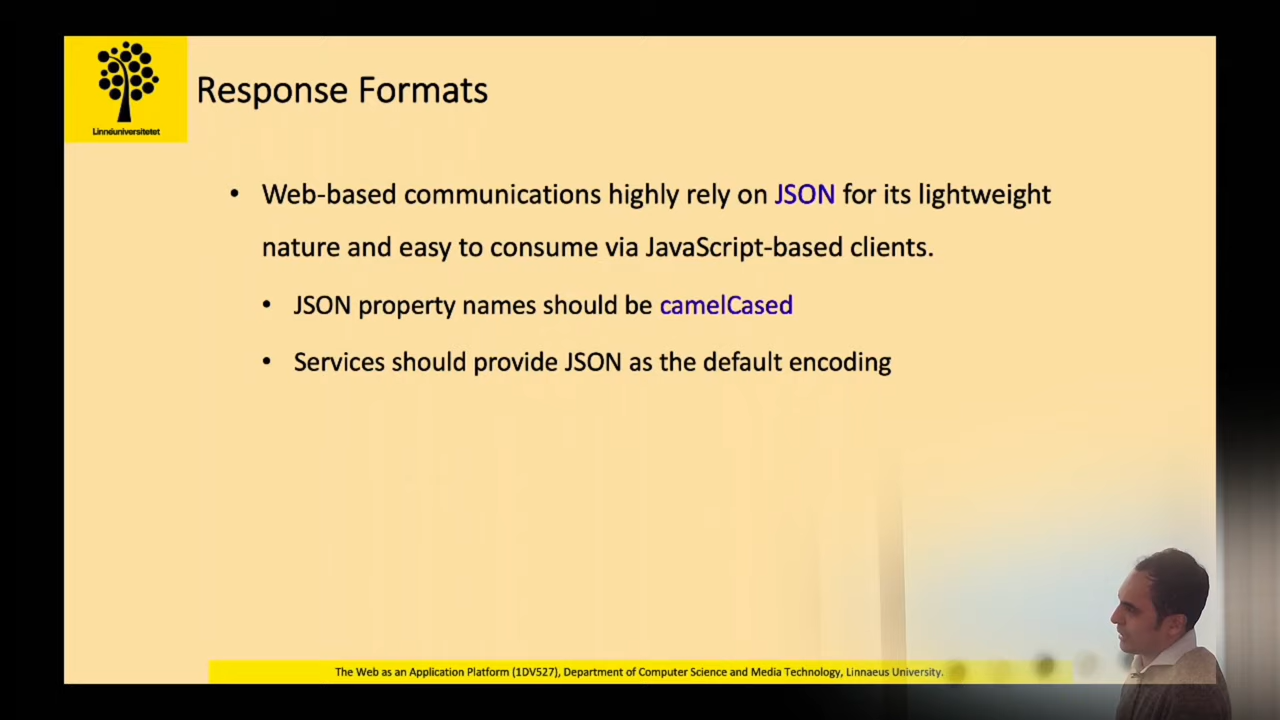 Linnéuniversitetet
Response Formats
• Web-based communications highly rely on JSON for its lightweight
nature and easy to consume via JavaScript-based clients.
• JSON property names should be camelCased
• Services should provide JSON as the default encoding
The Web as an Application Platform (1DV527), Department of Computer Science and Media Technology, Linnaeus University.